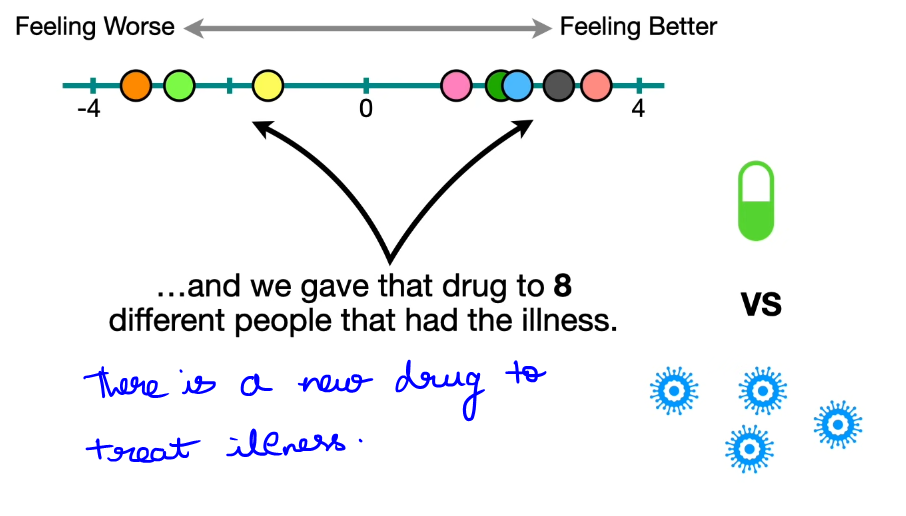 Feeling Worse Feeling Better
-4 0 4
...and we gave that drug to 8
different people that had the illness.
vs
There is a new drug to
treat illness.